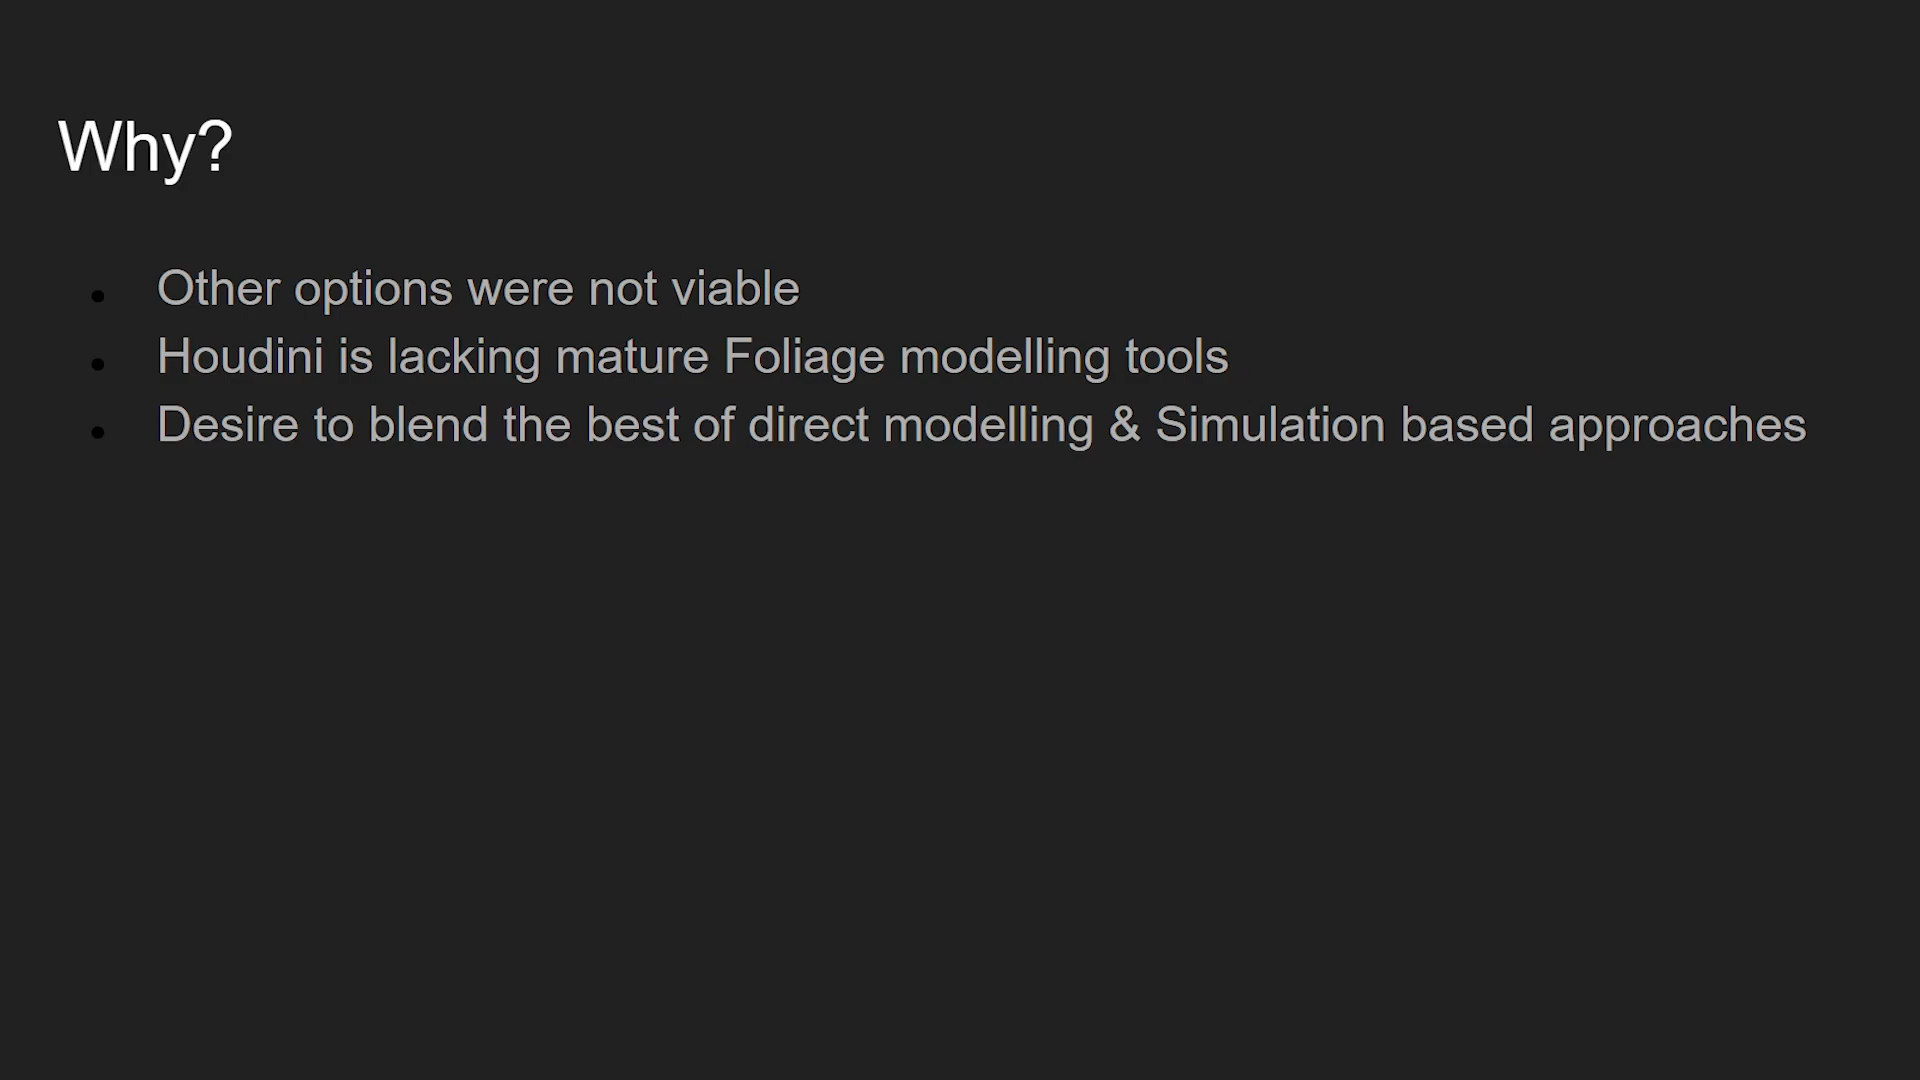 Why?
• Other options were not viable
• Houdini is lacking mature Foliage modelling tools
• Desire to blend the best of direct modelling & Simulation based approaches